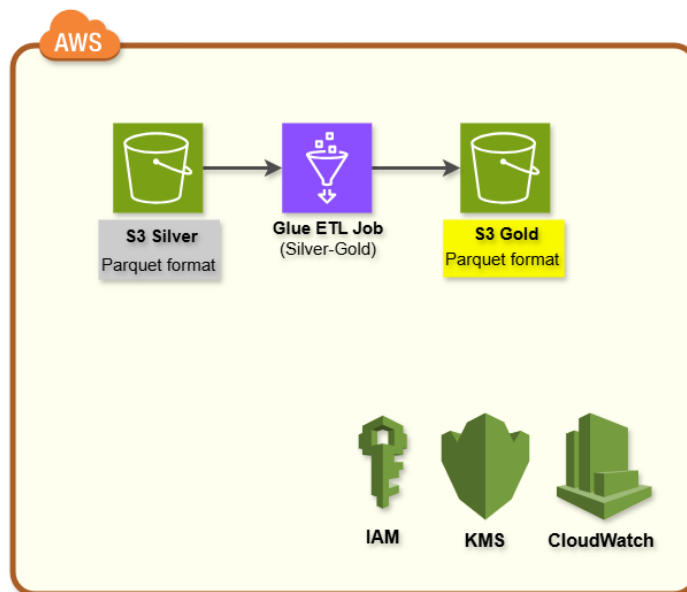 AWS
S3 Silver
Parquet format
Glue ETL Job
(Silver-Gold)
S3 Gold
Parquet format
IAM
KMS
CloudWatch